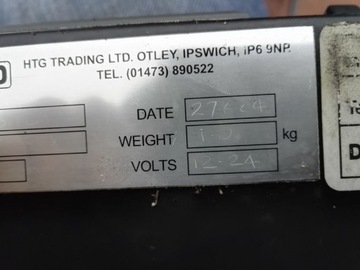 HTG TRADING LTD. OTLEY, IPSWICH, IP6 9NP.
TEL. (01473) 890522
DATE
WEIGHT kg
VOLTS 12-24